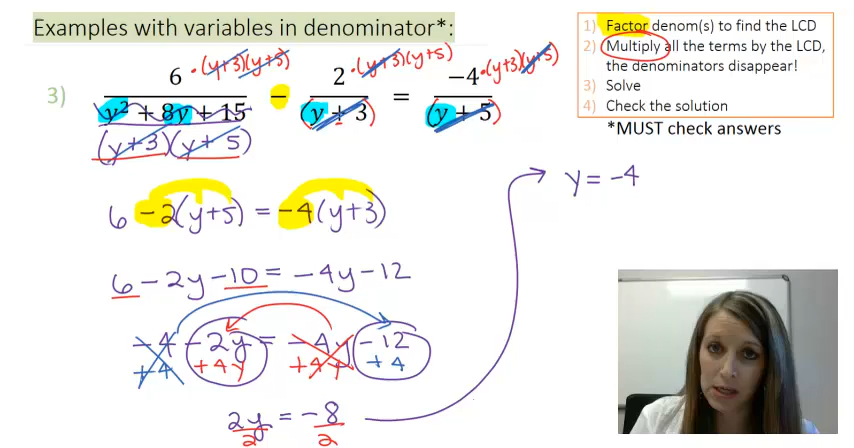 Examples with variables in denominator*:
1) Factor denom(s) to find the LCD
2) Multiply all the terms by the LCD,
the denominators disappear!
3) Solve
4) Check the solution
*MUST check answers
3) 6 •(y+3)(y+3) − 2 •(y+3)(y+5) = −4 •(y+3)(y+5)
y² + 8y + 15 (y + 3) (y + 5)
(y+3)(y+5)
6 −2(y+5) = −4(y+3)
6 − 2y − 10 = −4y − 12
−4 − 2y = −4y − 12
+4 +4y +4y +4
2y = −8
2 2
y = −4